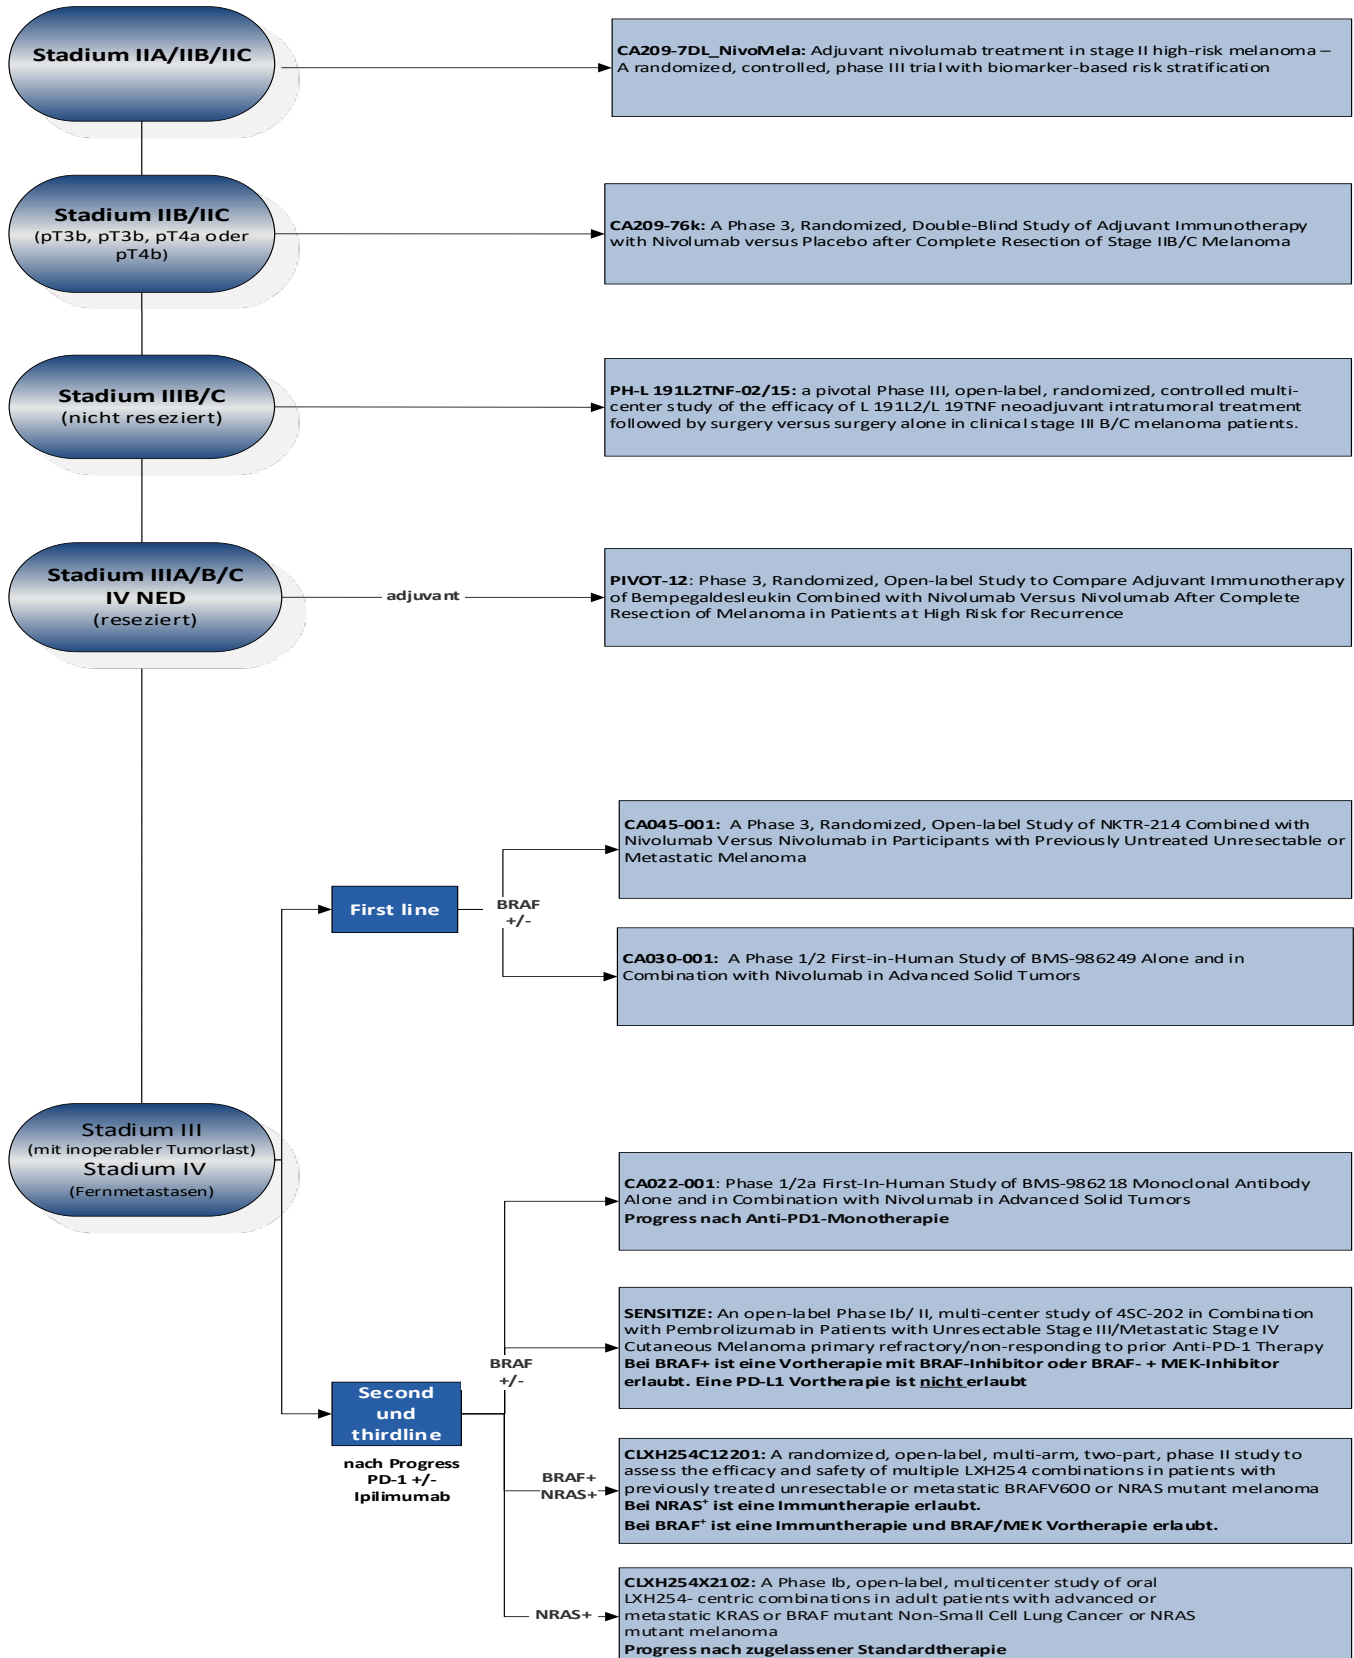 Stadium IIA/IIB/IIC
CA209-7DL_NivoMela: Adjuvant nivolumab treatment in stage II high-risk melanoma –
A randomized, controlled, phase III trial with biomarker-based risk stratification
Stadium IIB/IIC
(pT3b, pT3b, pT4a oder
pT4b)
CA209-76k: A Phase 3, Randomized, Double-Blind Study of Adjuvant Immunotherapy
with Nivolumab versus Placebo after Complete Resection of Stage IIB/C Melanoma
Stadium IIIB/C
(nicht reseziert)
PH-L 191L2TNF-02/15: a pivotal Phase III, open-label, randomized, controlled multi-
center study of the efficacy of L 191L2/L 19TNF neoadjuvant intratumoral treatment
followed by surgery versus surgery alone in clinical stage III B/C melanoma patients.
Stadium IIIA/B/C
IV NED
(reseziert)
adjuvant
PIVOT-12: Phase 3, Randomized, Open-label Study to Compare Adjuvant Immunotherapy
of Bempegaldesleukin Combined with Nivolumab Versus Nivolumab After Complete
Resection of Melanoma in Patients at High Risk for Recurrence
Stadium III
(mit inoperabler Tumorlast)
Stadium IV
(Fernmetastasen)
First line
BRAF
+/-
CA045-001: A Phase 3, Randomized, Open-label Study of NKTR-214 Combined with
Nivolumab Versus Nivolumab in Participants with Previously Untreated Unresectable or
Metastatic Melanoma
CA030-001: A Phase 1/2 First-in-Human Study of BMS-986249 Alone and in
Combination with Nivolumab in Advanced Solid Tumors
Second
und
thirdline
nach Progress
PD-1 +/-
Ipilimumab
BRAF
+/-
CA022-001: Phase 1/2a First-In-Human Study of BMS-986218 Monoclonal Antibody
Alone and in Combination with Nivolumab in Advanced Solid Tumors
Progress nach Anti-PD1-Monotherapie
SENSITIZE: An open-label Phase Ib/ II, multi-center study of 4SC-202 in Combination
with Pembrolizumab in Patients with Unresectable Stage III/Metastatic Stage IV
Cutaneous Melanoma primary refractory/non-responding to prior Anti-PD-1 Therapy
Bei BRAF+ ist eine Vortherapie mit BRAF-Inhibitor oder BRAF- + MEK-Inhibitor
erlaubt. Eine PD-L1 Vortherapie ist nicht erlaubt
BRAF+
NRAS+
CLXH254C12201: A randomized, open-label, multi-arm, two-part, phase II study to
assess the efficacy and safety of multiple LXH254 combinations in patients with
previously treated unresectable or metastatic BRAFV600 or NRAS mutant melanoma
Bei NRAS⁺ ist eine Immuntherapie erlaubt.
Bei BRAF⁺ ist eine Immuntherapie und BRAF/MEK Vortherapie erlaubt.
NRAS+
CLXH254X2102: A Phase Ib, open-label, multicenter study of oral
LXH254- centric combinations in adult patients with advanced or
metastatic KRAS or BRAF mutant Non-Small Cell Lung Cancer or NRAS
mutant melanoma
Progress nach zugelassener Standardtherapie